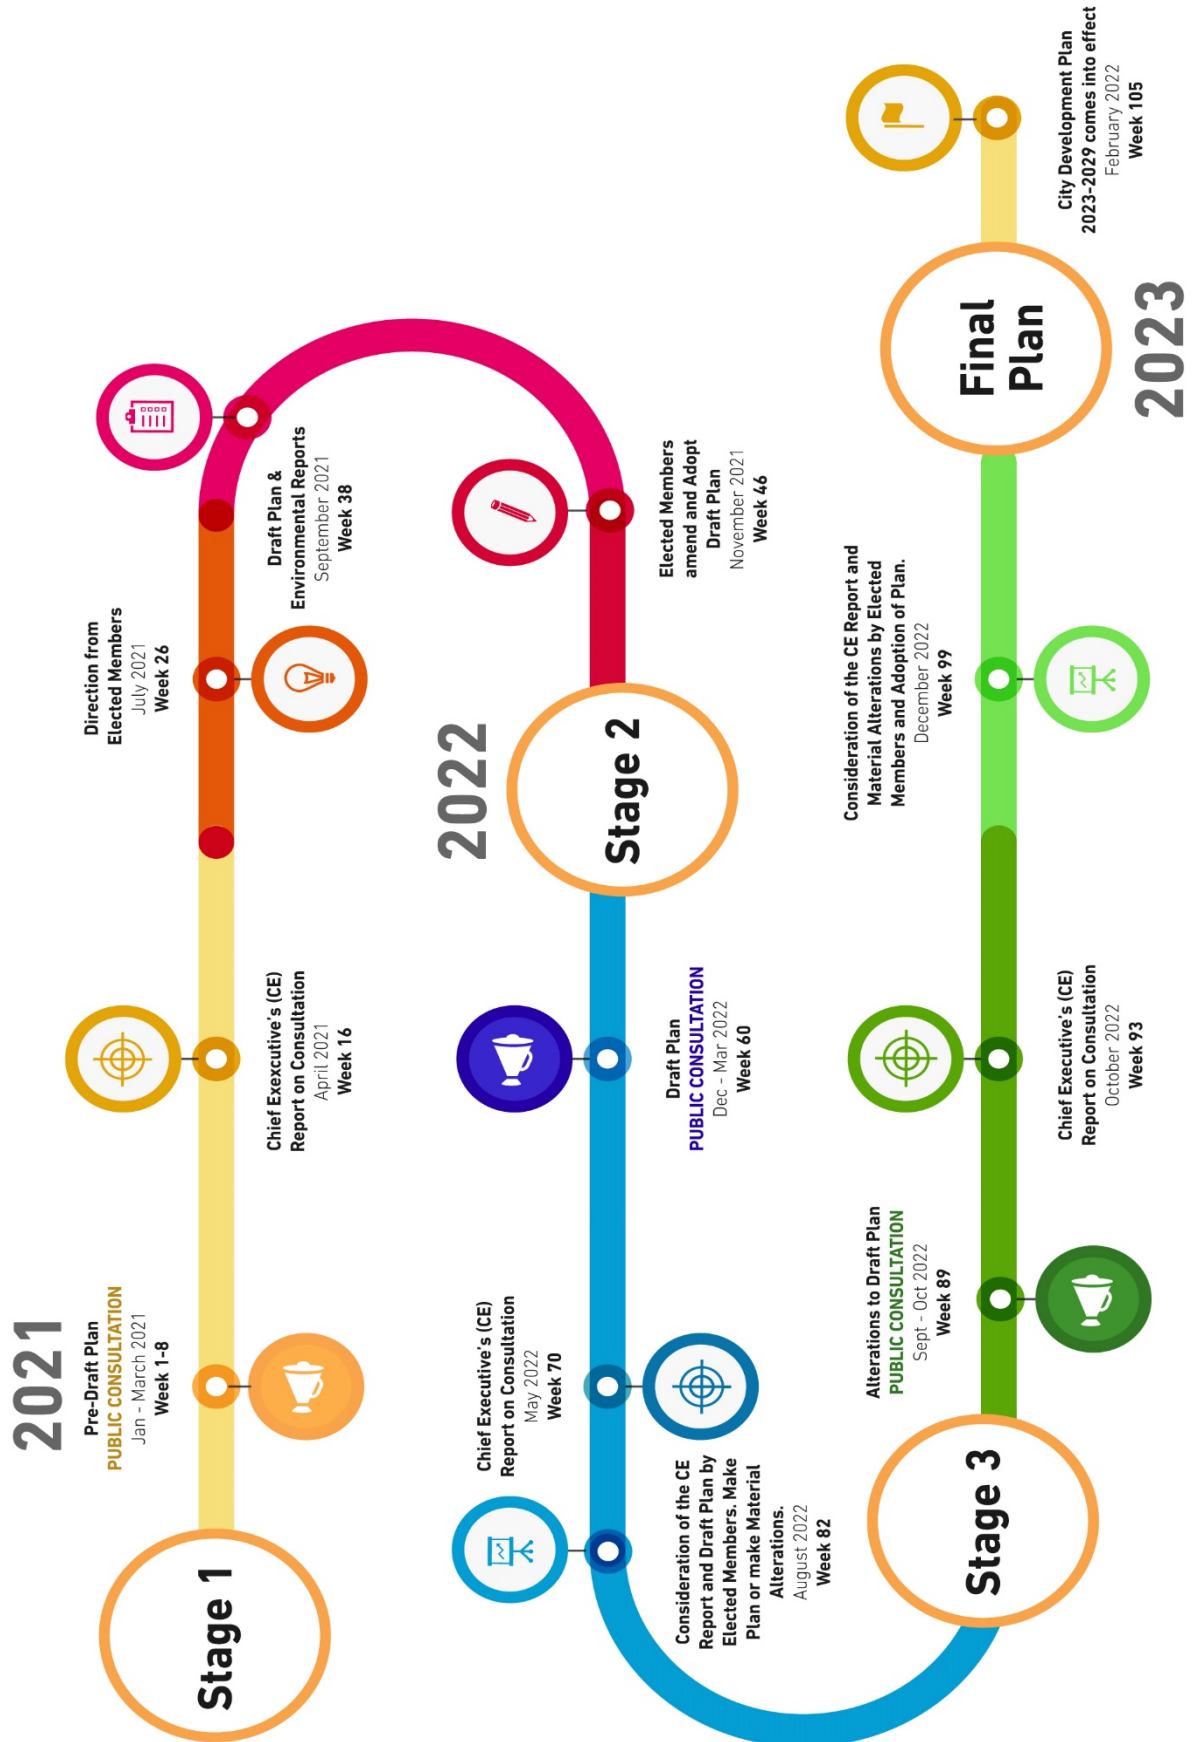 2021
Stage 1
Pre-Draft Plan
PUBLIC CONSULTATION
Jan - March 2021
Week 1-8
Chief Exexcutive's (CE)
Report on Consultation
April 2021
Week 16
Direction from
Elected Members
July 2021
Week 26
Draft Plan &
Environmental Reports
September 2021
Week 38
Elected Members
amend and Adopt
Draft Plan
November 2021
Week 46
2022
Stage 2
Draft Plan
PUBLIC CONSULTATION
Dec - Mar 2022
Week 60
Chief Executive's (CE)
Report on Consultation
May 2022
Week 70
Consideration of the CE
Report and Draft Plan by
Elected Members. Make
Plan or make Material
Alterations.
August 2022
Week 82
Stage 3
Alterations to Draft Plan
PUBLIC CONSULTATION
Sept - Oct 2022
Week 89
Chief Executive's (CE)
Report on Consultation
October 2022
Week 93
Consideration of the CE Report and
Material Alterations by Elected
Members and Adoption of Plan.
December 2022
Week 99
Final
Plan
2023
City Development Plan
2023-2029 comes into effect
February 2022
Week 105